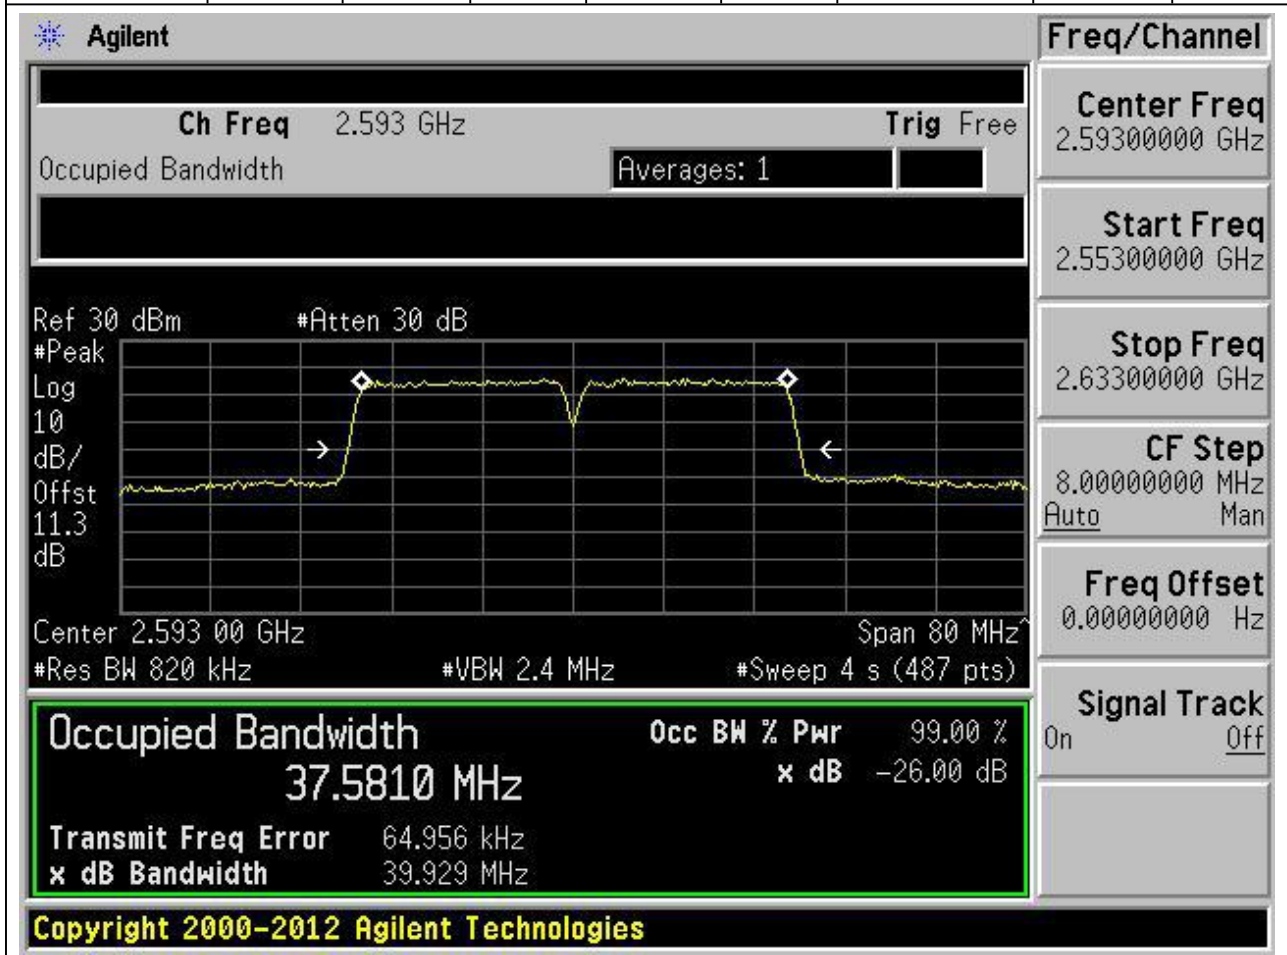 Agilent
Freq/Channel
Ch Freq 2.593 GHz Trig Free
Occupied Bandwidth Averages: 1
Center Freq
2.59300000 GHz
Start Freq
2.55300000 GHz
Stop Freq
2.63300000 GHz
CF Step
8.00000000 MHz
Auto Man
Freq Offset
0.00000000 Hz
Signal Track
On Off
Ref 30 dBm #Atten 30 dB
#Peak
Log
10
dB/
Offst
11.3
dB
Center 2.593 00 GHz Span 80 MHz^
#Res BW 820 kHz #VBW 2.4 MHz #Sweep 4 s (487 pts)
Occupied Bandwidth Occ BW % Pwr 99.00 %
37.5810 MHz x dB -26.00 dB
Transmit Freq Error 64.956 kHz
x dB Bandwidth 39.929 MHz
Copyright 2000-2012 Agilent Technologies